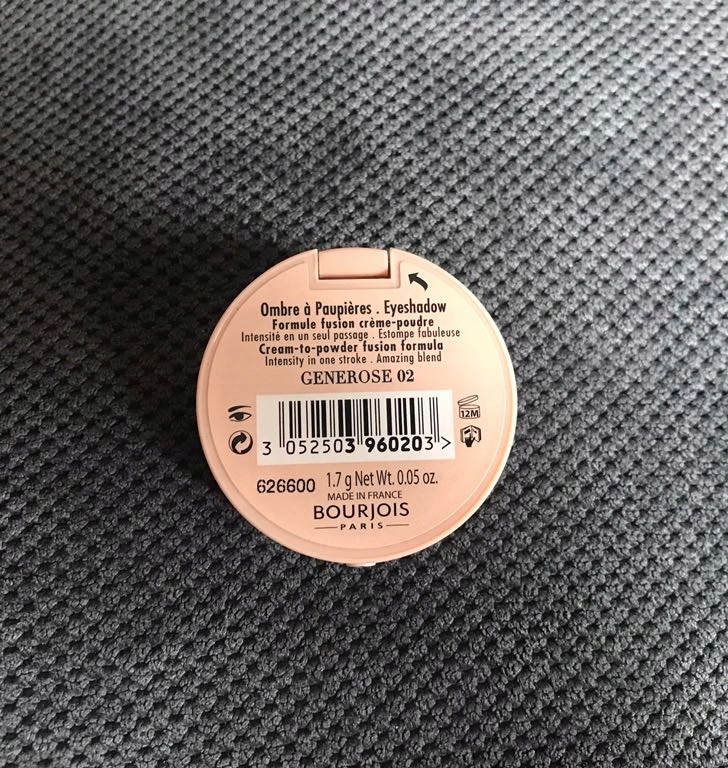 Ombre à Paupières . Eyeshadow
Formule fusion crème-poudre
Intensité en un seul passage . Estompe fabuleuse
Cream-to-powder fusion formula
Intensity in one stroke . Amazing blend
GENEROSE 02
12M
3 052503 960203 >
626600 1.7 g Net Wt. 0.05 oz.
MADE IN FRANCE
BOURJOIS
PARIS